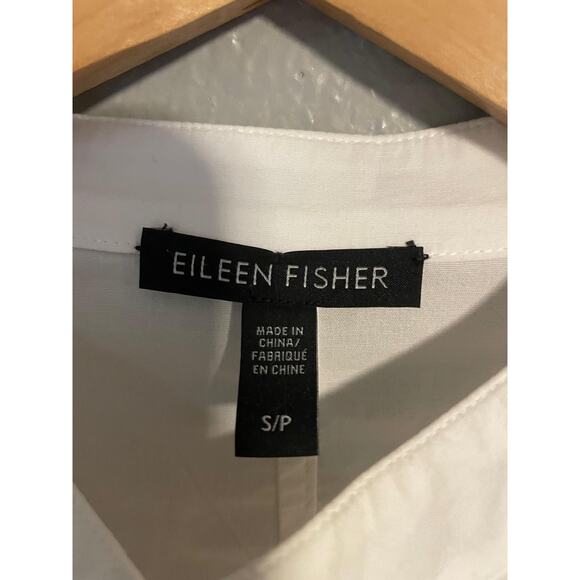 EILEEN FISHER
MADE IN
CHINA/
FABRIQUÉ
EN CHINE
S/P